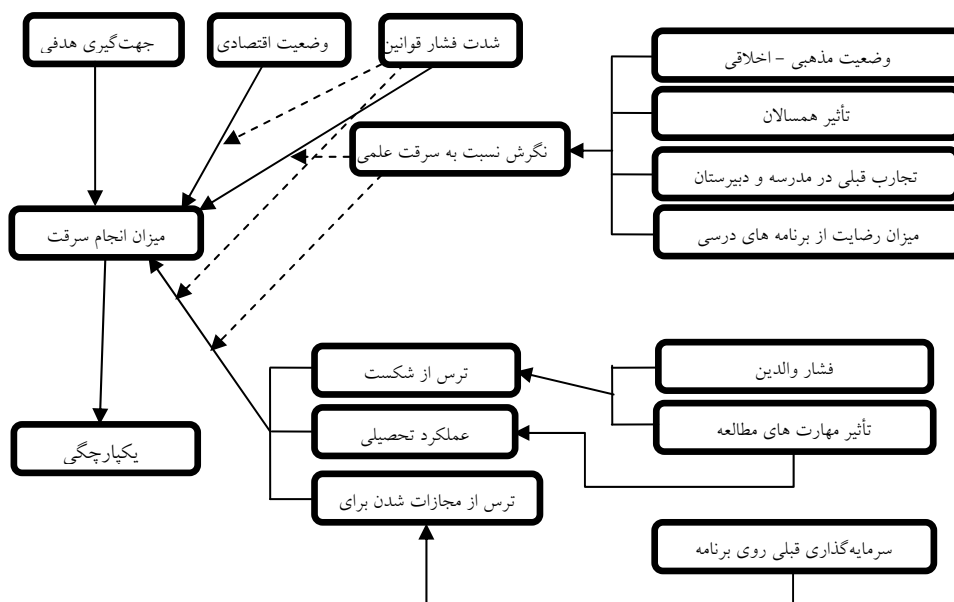 شدت فشار قوانین
وضعیت اقتصادی
جهت‌گیری هدفی
وضعیت مذهبی – اخلاقی
تأثیر همسالان
نگرش نسبت به سرقت علمی
تجارب قبلی در مدرسه و دبیرستان
میزان رضایت از برنامه های درسی
میزان انجام سرقت
فشار والدین
ترس از شکست
تأثیر مهارت های مطالعه
عملکرد تحصیلی
یکپارچگی
ترس از مجازات شدن برای
سرمایه‌گذاری قبلی روی برنامه